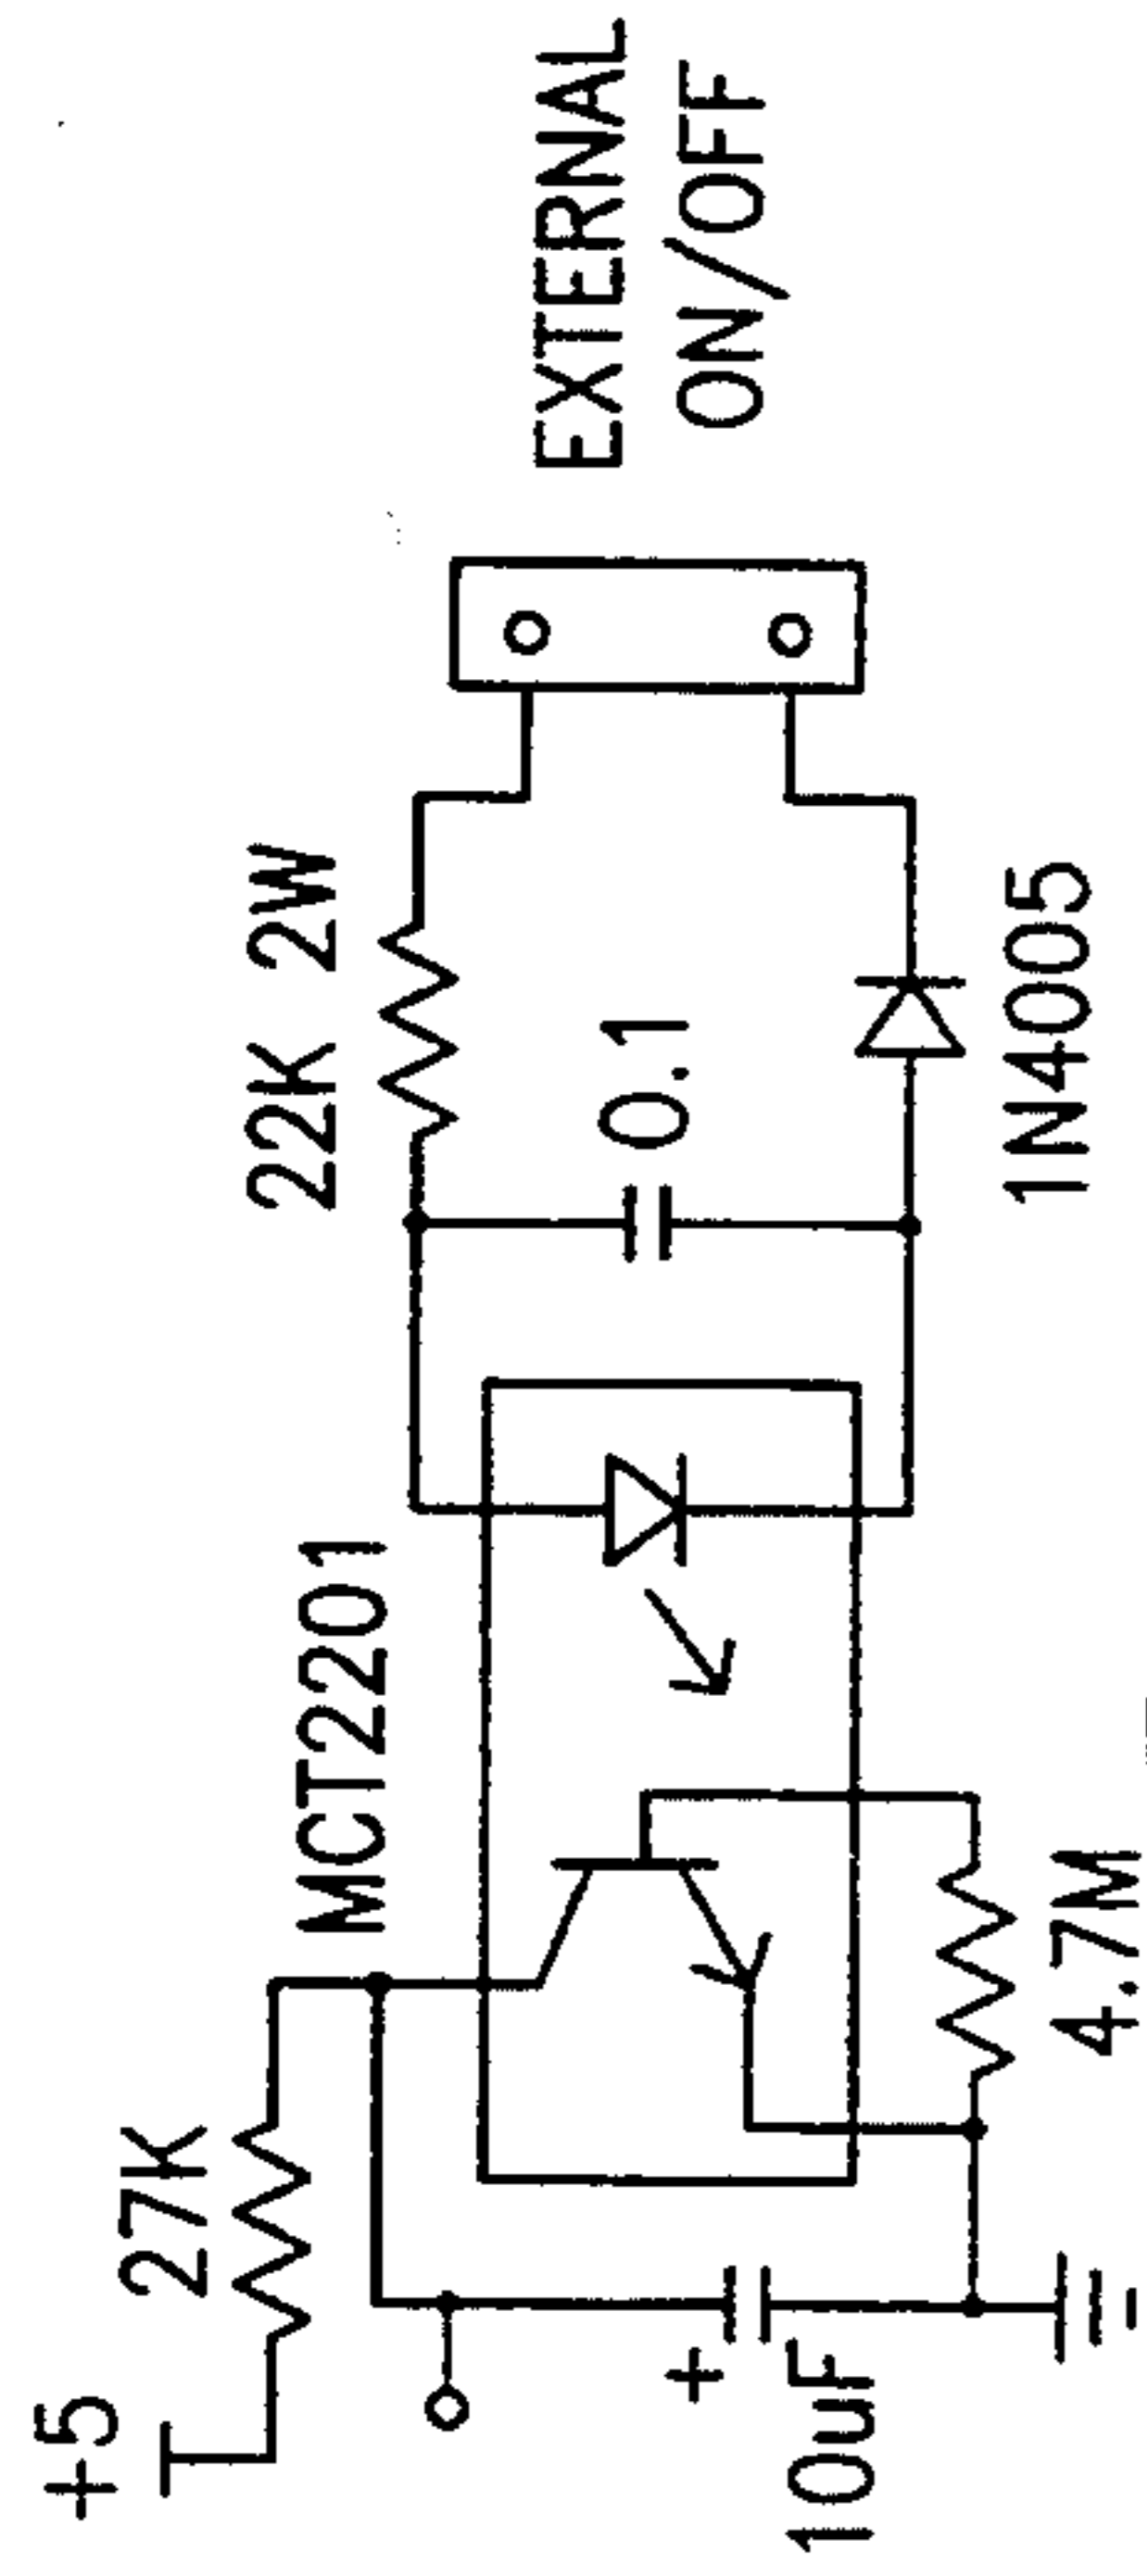 +5
27K
MCT2201
22K 2W
EXTERNAL
ON/OFF
0.1
+
10uF
4.7M
1N4005